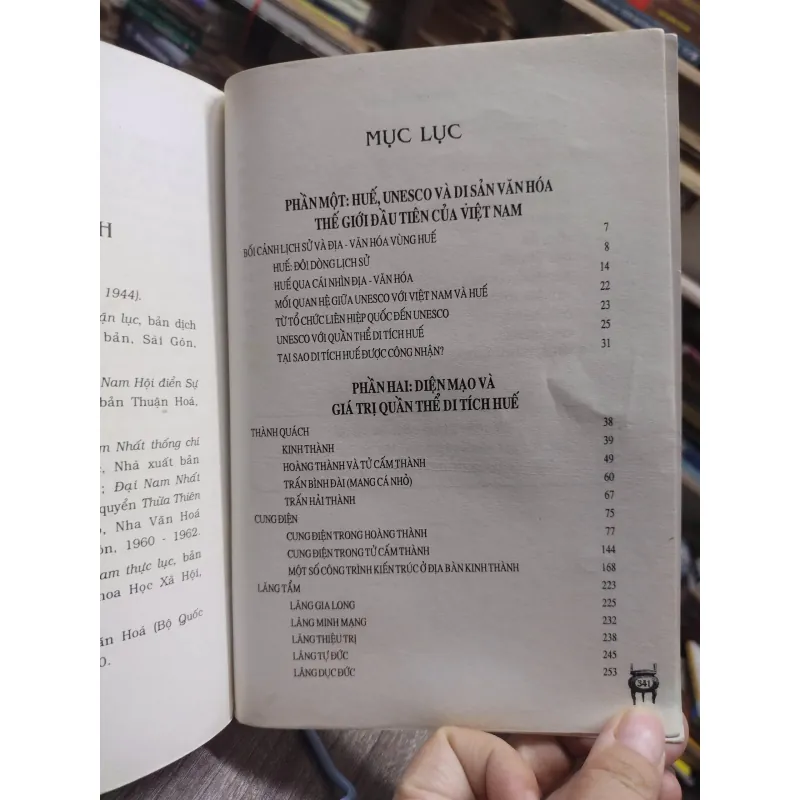 H
1944).
ận lục, bản dịch
bản, Sài Gòn,
Nam Hội điển Sự
bản Thuận Hoá,
m Nhất thống chí
, Nhà xuất bản
; Đại Nam Nhất
quyển Thừa Thiên
, Nha Văn Hoá
òn, 1960 - 1962.
am thực lục, bản
hoa Học Xã Hội,
ăn Hoá (Bộ Quốc
0.
MỤC LỤC
PHẦN MỘT: HUẾ, UNESCO VÀ DI SẢN VĂN HÓA
THẾ GIỚI ĐẦU TIÊN CỦA VIỆT NAM
BỐI CẢNH LỊCH SỬ VÀ ĐỊA - VĂN HÓA VÙNG HUẾ 7
HUẾ: ĐÔI DÒNG LỊCH SỬ 8
HUẾ QUA CÁI NHÌN ĐỊA - VĂN HÓA 14
MỐI QUAN HỆ GIỮA UNESCO VỚI VIỆT NAM VÀ HUẾ 22
TỪ TỔ CHỨC LIÊN HIỆP QUỐC ĐẾN UNESCO 23
UNESCO VỚI QUẦN THỂ DI TÍCH HUẾ 25
TẠI SAO DI TÍCH HUẾ ĐƯỢC CÔNG NHẬN? 31
PHẦN HAI: DIỆN MẠO VÀ
GIÁ TRỊ QUẦN THỂ DI TÍCH HUẾ
THÀNH QUÁCH 38
KINH THÀNH 39
HOÀNG THÀNH VÀ TỬ CẤM THÀNH 49
TRẤN BÌNH ĐÀI (MANG CÁ NHỎ) 60
TRẤN HẢI THÀNH 67
CUNG ĐIỆN 75
CUNG ĐIỆN TRONG HOÀNG THÀNH 77
CUNG ĐIỆN TRONG TỬ CẤM THÀNH 144
MỘT SỐ CÔNG TRÌNH KIẾN TRÚC Ở ĐỊA BÀN KINH THÀNH 168
LĂNG TẨM 223
LĂNG GIA LONG 225
LĂNG MINH MẠNG 232
LĂNG THIỆU TRỊ 238
LĂNG TỰ ĐỨC 245
LĂNG DỤC ĐỨC 253
341